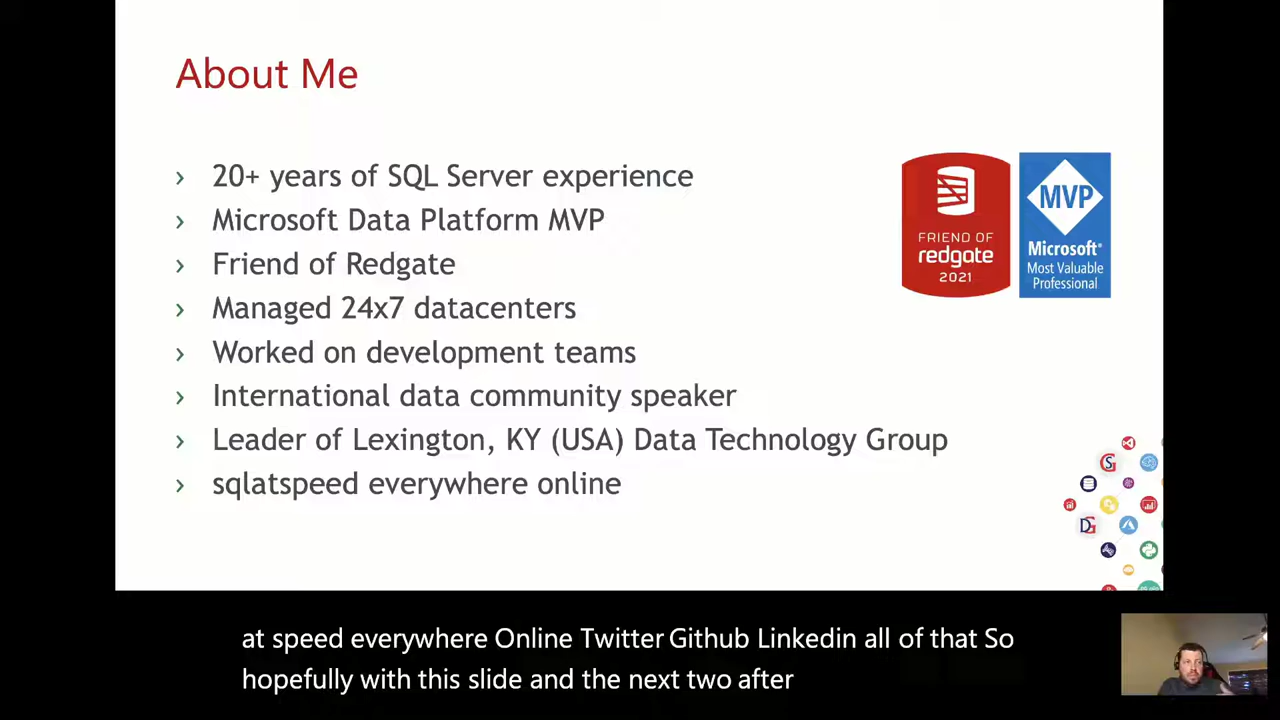 About Me
› 20+ years of SQL Server experience
› Microsoft Data Platform MVP
› Friend of Redgate
› Managed 24x7 datacenters
› Worked on development teams
› International data community speaker
› Leader of Lexington, KY (USA) Data Technology Group
› sqlatspeed everywhere online
FRIEND OF
redgate
2021
MVP
Microsoft®
Most Valuable
Professional
at speed everywhere Online Twitter Github Linkedin all of that So
hopefully with this slide and the next two after